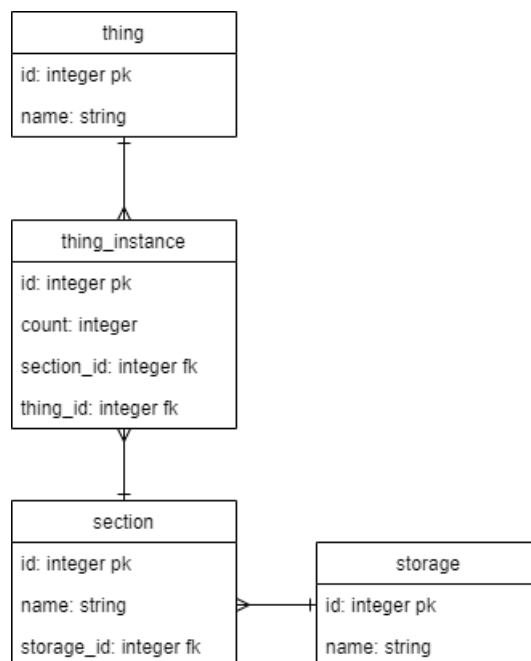 thing
id: integer pk
name: string
thing_instance
id: integer pk
count: integer
section_id: integer fk
thing_id: integer fk
section
id: integer pk
name: string
storage_id: integer fk
storage
id: integer pk
name: string